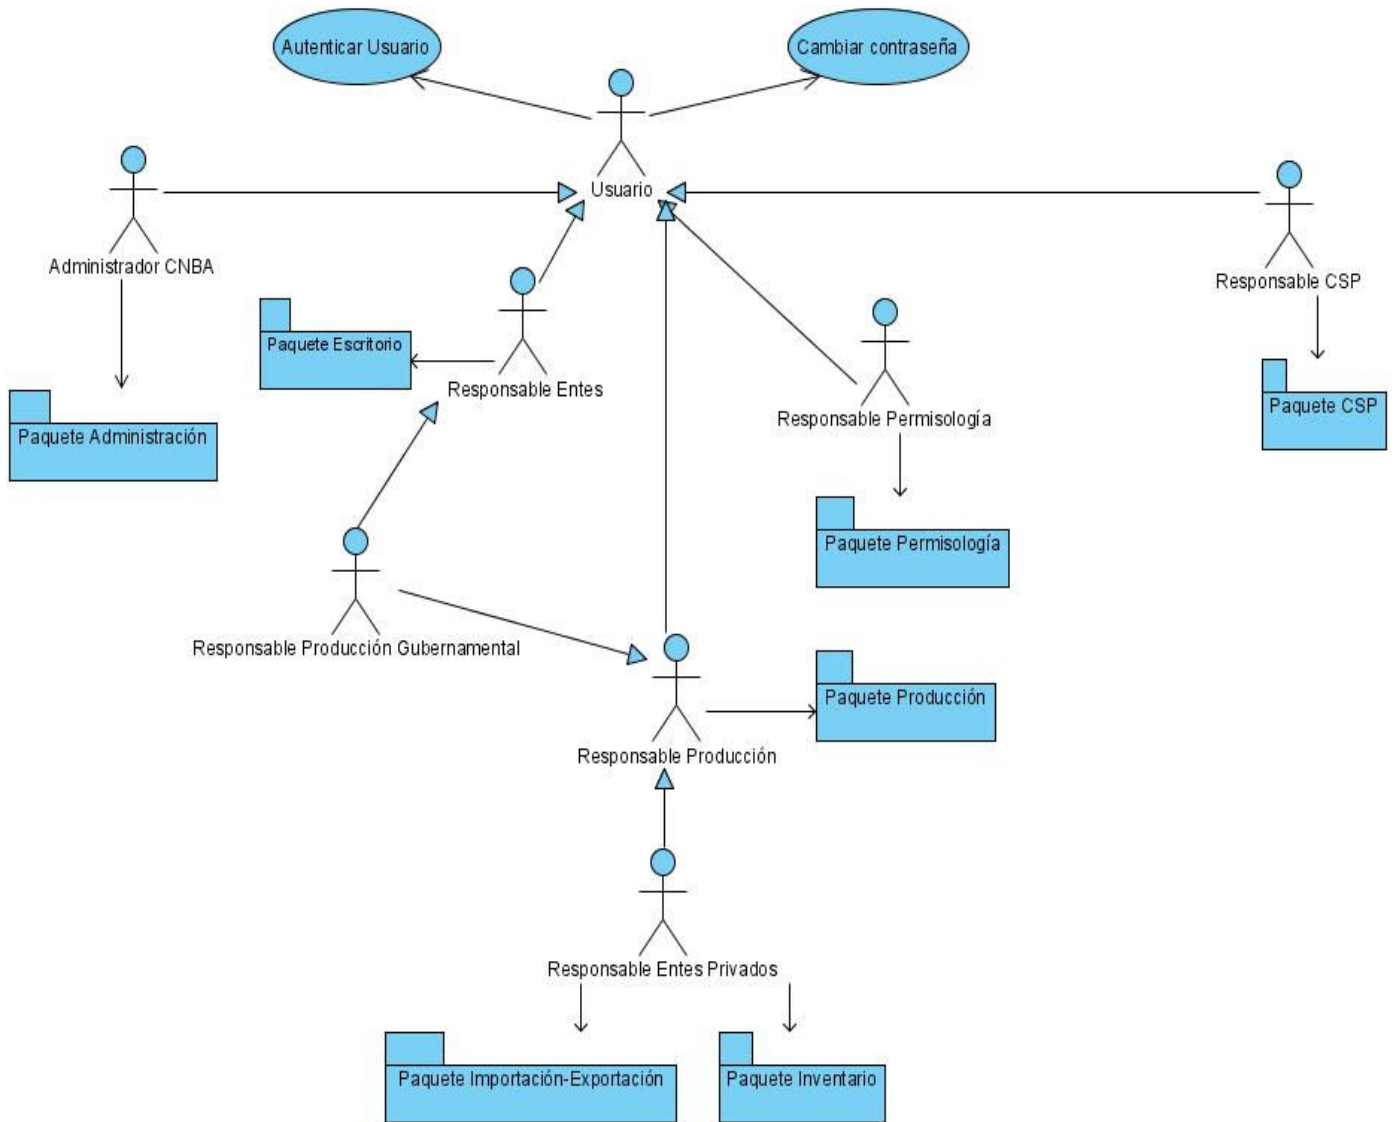 Autenticar Usuario
Cambiar contraseña
Usuario
Administrador CNBA
Responsable CSP
Paquete Escritorio
Responsable Entes
Responsable Permisología
Paquete CSP
Paquete Administración
Paquete Permisología
Responsable Producción Gubernamental
Paquete Producción
Responsable Producción
Responsable Entes Privados
Paquete Importación-Exportación
Paquete Inventario